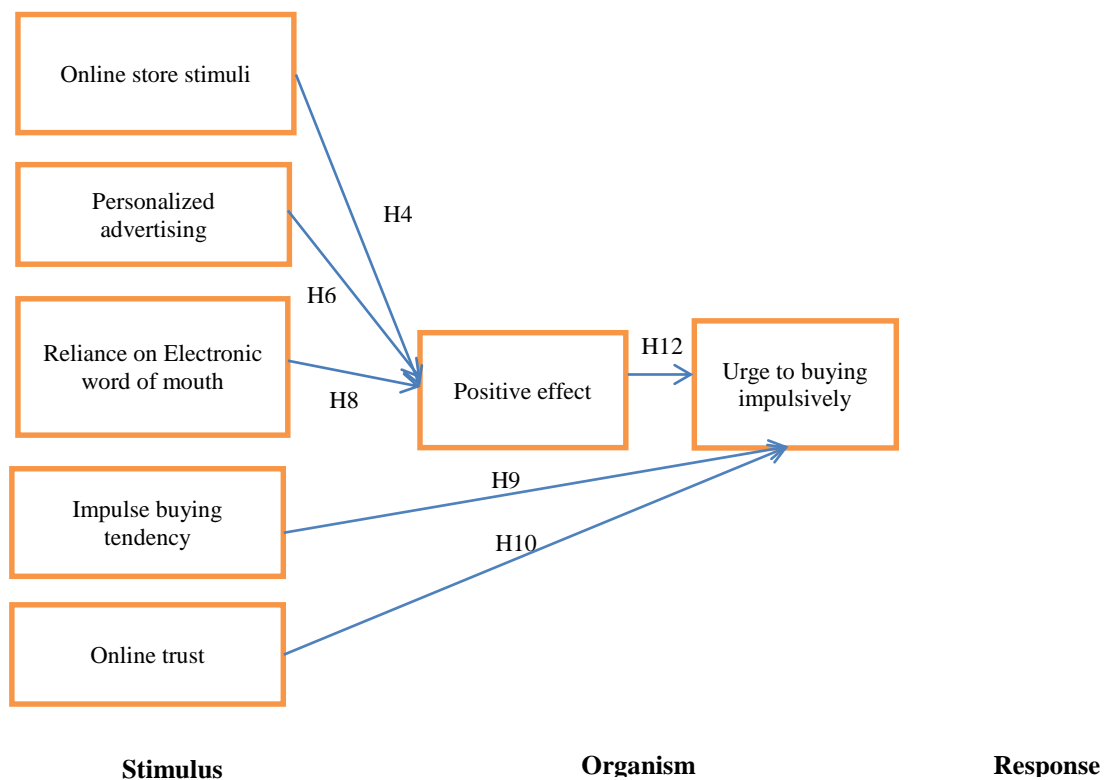 Online store stimuli
Personalized
advertising
H4
H6
Reliance on Electronic
word of mouth
H8
Positive effect
H12
Urge to buying
impulsively
H9
Impulse buying
tendency
H10
Online trust
Stimulus
Organism
Response